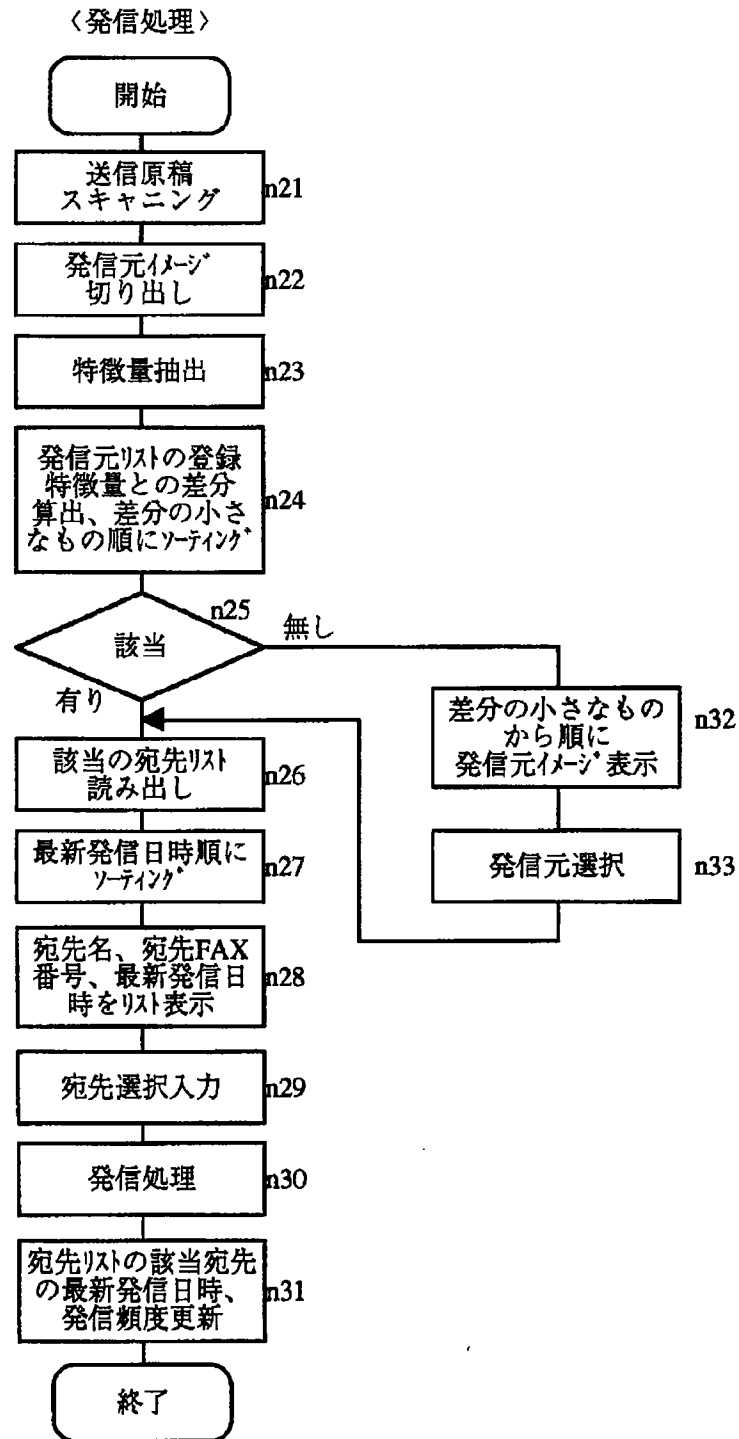 〈発信処理〉
開始
送信原稿
スキャニング
n21
発信元ｲﾒｰｼﾞ
切り出し
n22
特徴量抽出
n23
発信元ﾘｽﾄの登録
特徴量との差分
算出、差分の小さ
なもの順にｿｰﾃｨﾝｸﾞ
n24
n25
該当
無し
有り
差分の小さなもの
から順に
発信元ｲﾒｰｼﾞ表示
n32
発信元選択
n33
該当の宛先ﾘｽﾄ
読み出し
n26
最新発信日時順に
ｿｰﾃｨﾝｸﾞ
n27
宛先名、宛先FAX
番号、最新発信日
時をﾘｽﾄ表示
n28
宛先選択入力
n29
発信処理
n30
宛先ﾘｽﾄの該当宛先
の最新発信日時、
発信頻度更新
n31
終了